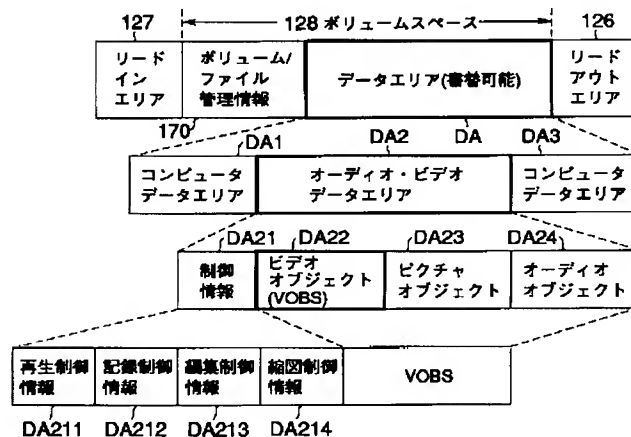 127
128 ボリュームスペース
126
リード
イン
エリア
ボリューム/
ファイル
管理情報
データエリア(書替可能)
リード
アウト
エリア
170
DA1
DA2
DA
DA3
コンピュータ
データエリア
オーディオ・ビデオ
データエリア
コンピュータ
データエリア
DA21
DA22
DA23
DA24
制御
情報
ビデオ
オブジェクト
(VOBS)
ピクチャ
オブジェクト
オーディオ
オブジェクト
再生制御
情報
記録制御
情報
編集制御
情報
縮図制御
情報
VOBS
DA211
DA212
DA213
DA214